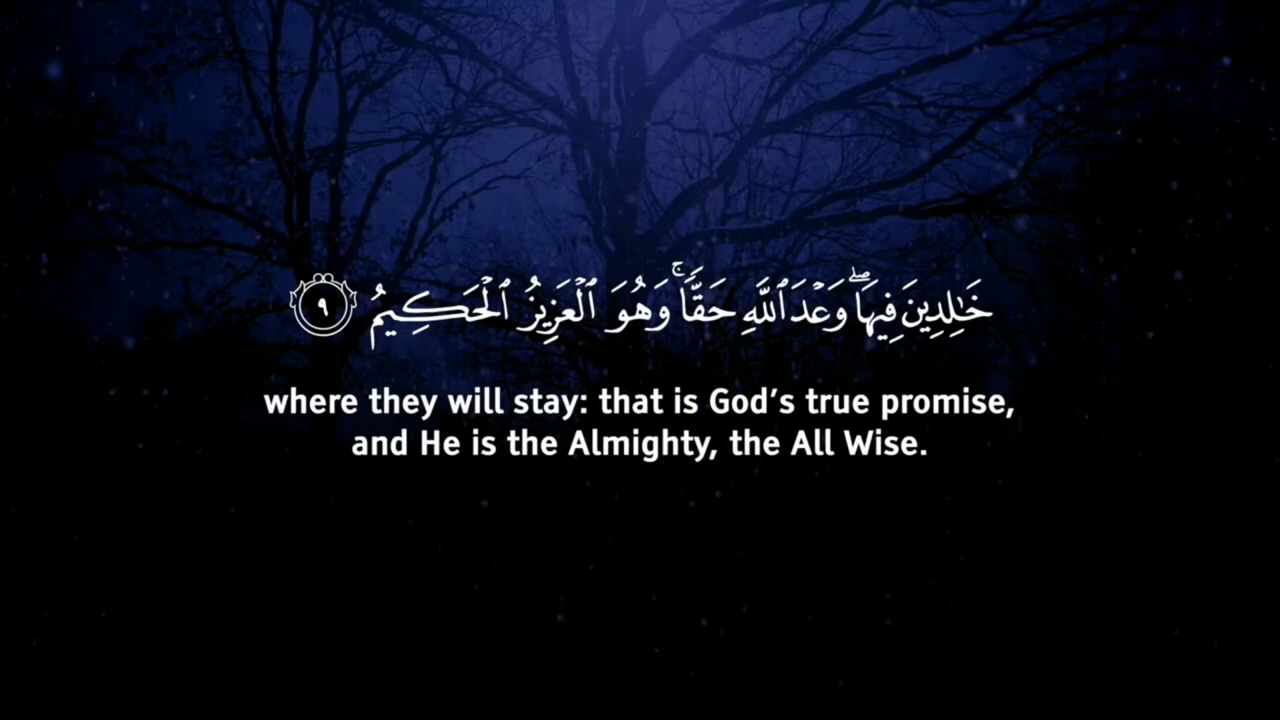 خَـٰلِدِينَ فِيهَا ۖ وَعْدَ ٱللَّهِ حَقًّا ۚ وَهُوَ ٱلْعَزِيزُ ٱلْحَكِيمُ ٩
where they will stay: that is God’s true promise,
and He is the Almighty, the All Wise.